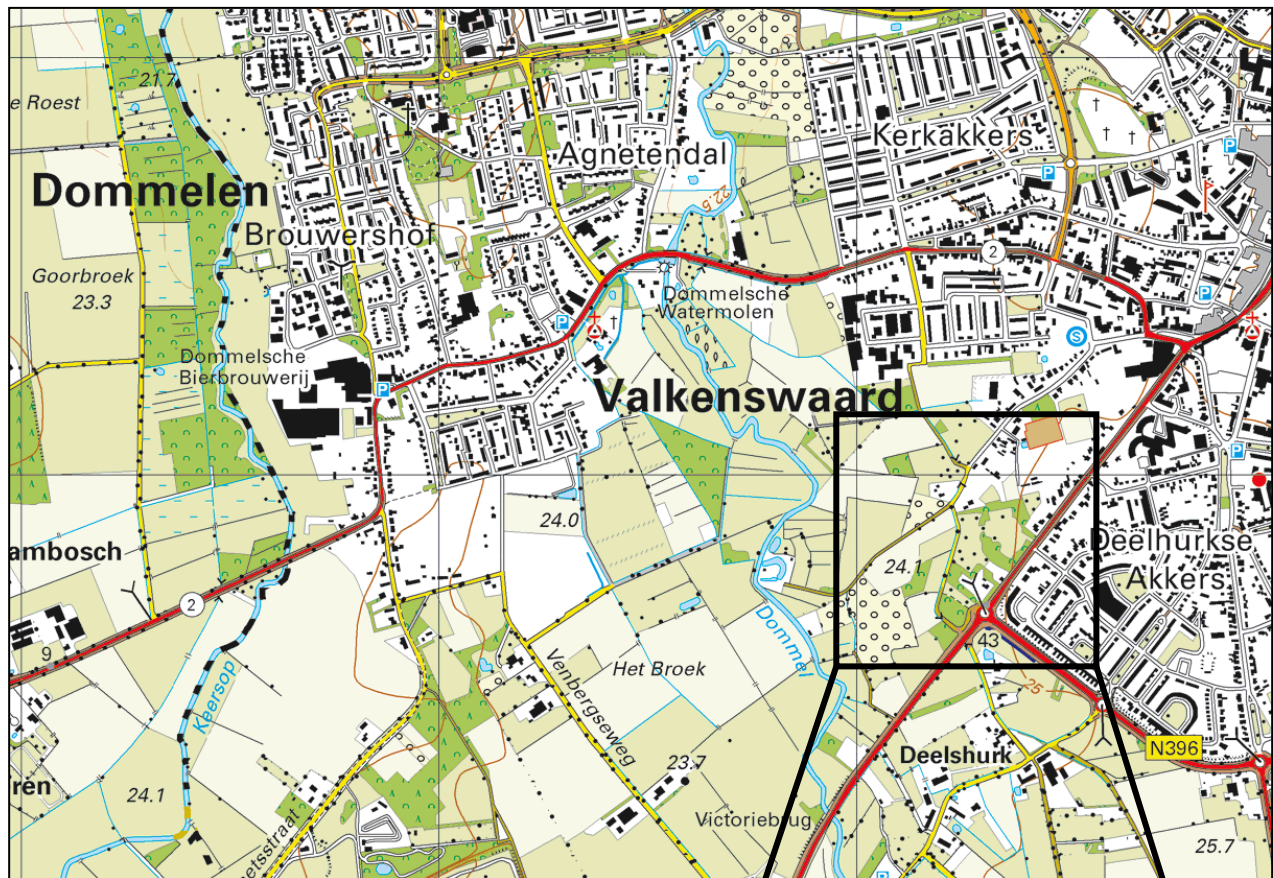 21.7
e Roest
Kerkakkers
Agnetendal
Dommelen
22.5
Brouwershof
2
Goorbroek
23.3
Dommelsche
Watermolen
Dommelsche
Bierbrouwerij
P
P
P
P
P
P
P
S
Valkenswaard
24.0
ambosch
24.1
Deelhurkse
Akkers
2
9
Dommel
43
Het Broek
Venbergseweg
25
Keersop
N396
Deelshurk
23.7
ren
24.1
Victoriebrug
etsstraat
25.7